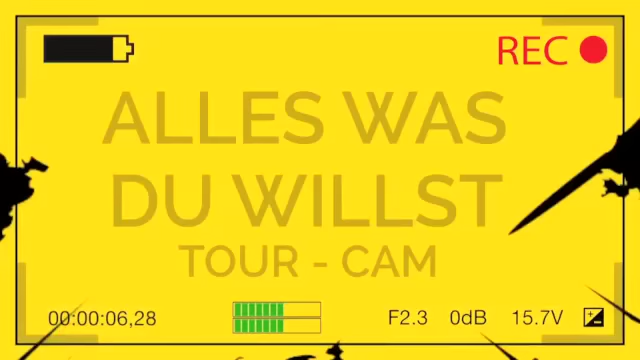 REC
ALLES WAS
DU WILLST
TOUR - CAM
00:00:06,28 F2.3 0dB 15.7V